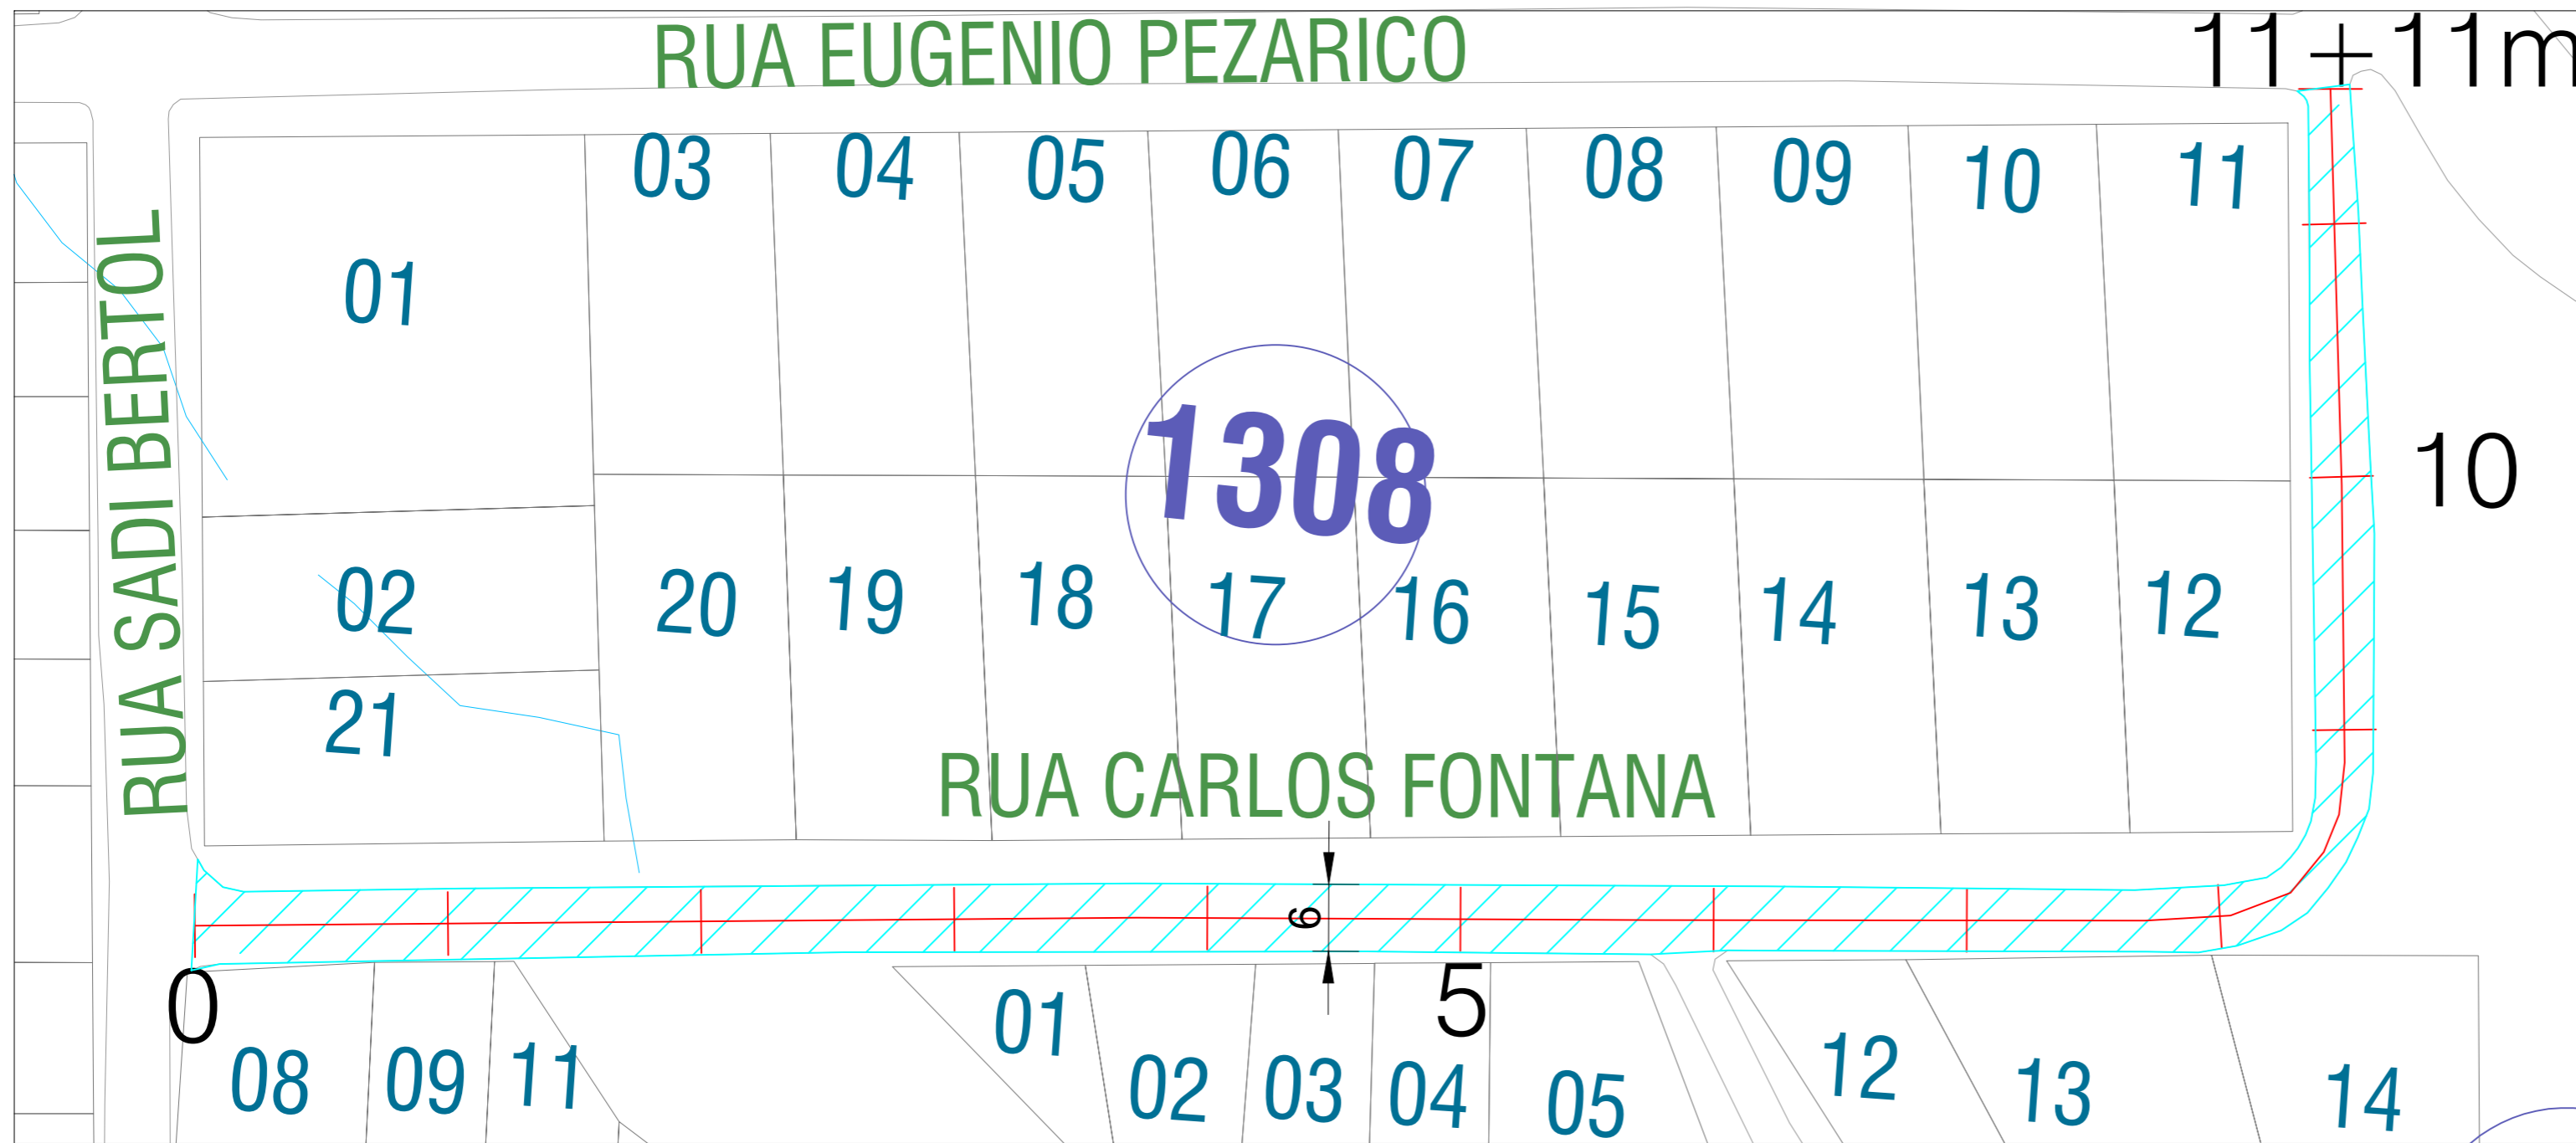 RUA EUGENIO PEZARICO
11+11m
03 04 05 06 07 08 09 10 11
01
RUA SADI BERTOL
1308
10
02 20 19 18 17 16 15 14 13 12
21
RUA CARLOS FONTANA
6
0
5
08 09 11 01 02 03 04 05 12 13 14